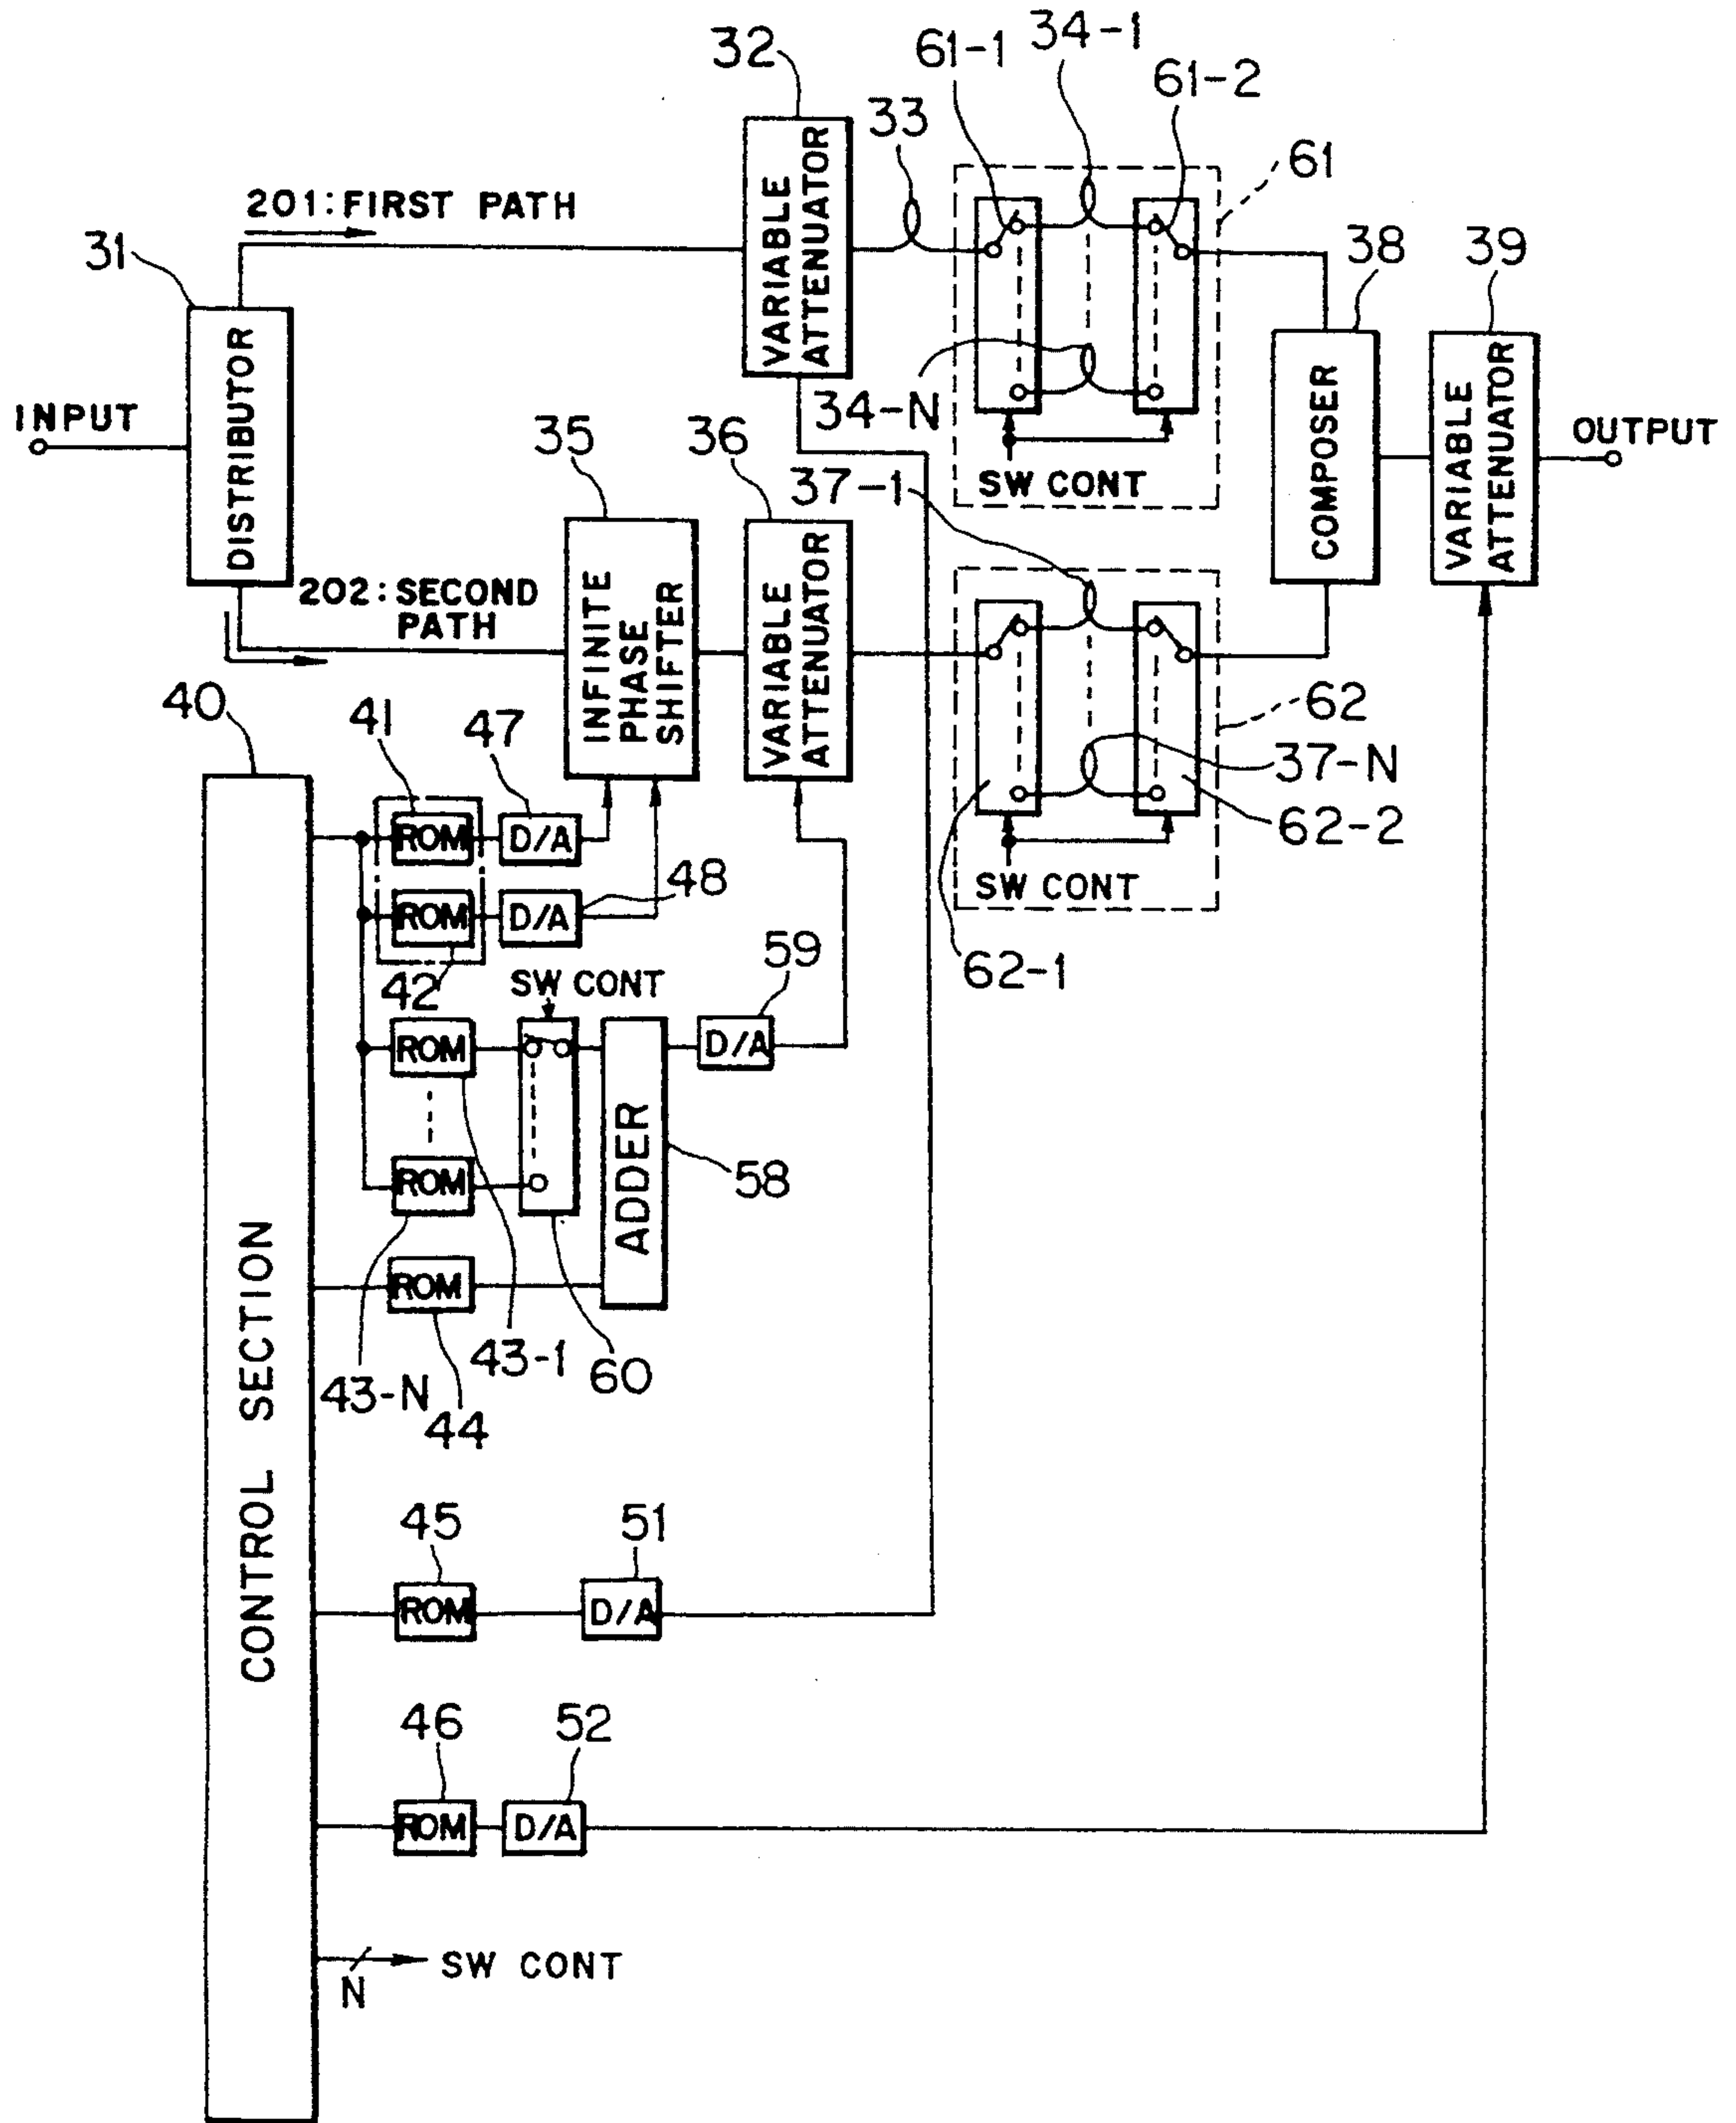 32
61-1
34-1
61-2
33
61
201: FIRST PATH
VARIABLE
ATTENUATOR
31
38
39
DISTRIBUTOR
34-N
COMPOSER
VARIABLE
ATTENUATOR
INPUT
OUTPUT
35
36
SW CONT
37-1
202: SECOND
PATH
INFINITE
PHASE
SHIFTER
VARIABLE
ATTENUATOR
62
40
41
47
37-N
62-2
ROM
D/A
48
SW CONT
ROM
D/A
59
62-1
42
SW CONT
ROM
D/A
ADDER
58
ROM
ROM
43-1
60
43-N
44
CONTROL SECTION
45
51
ROM
D/A
46
52
ROM
D/A
SW CONT
N